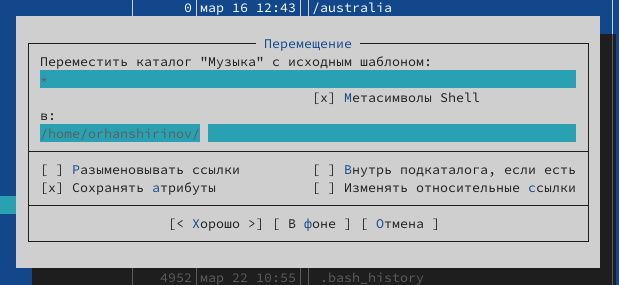 0 мар 16 12:43 /australia
Перемещение
Переместить каталог "Музыка" с исходным шаблоном:
*
[x] Метасимволы Shell
в:
/home/orhanshirinov/
[ ] Разыменовывать ссылки [ ] Внутрь подкаталога, если есть
[x] Сохранять атрибуты [ ] Изменять относительные ссылки
[< Хорошо >] [ В фоне ] [ Отмена ]
4952 мар 22 10:55 .bash_history